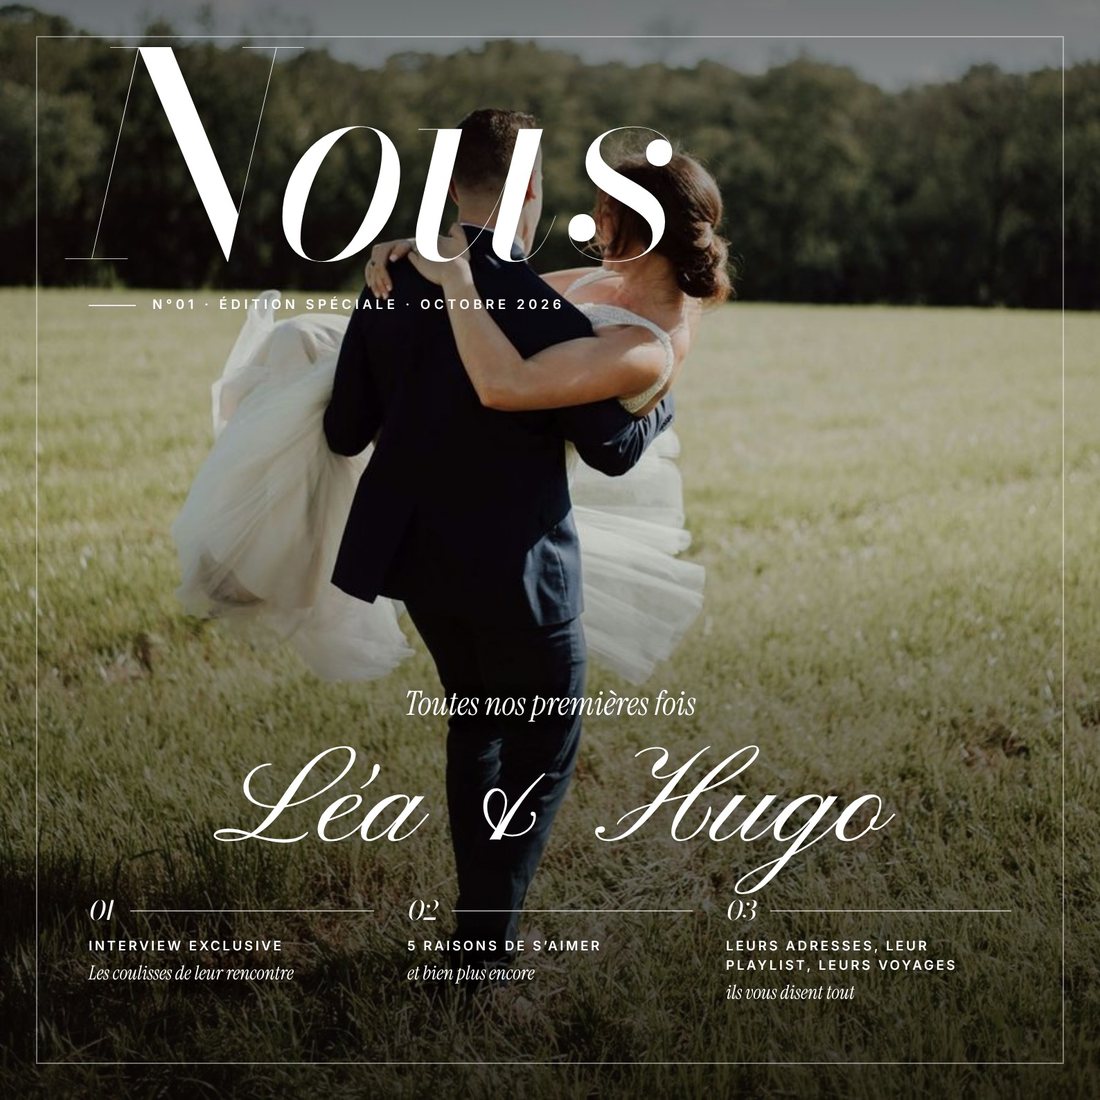 Nous
N°01 · ÉDITION SPÉCIALE · OCTOBRE 2026
Toutes nos premières fois
Léa & Hugo
01
INTERVIEW EXCLUSIVE
Les coulisses de leur rencontre
02
5 RAISONS DE S'AIMER
et bien plus encore
03
LEURS ADRESSES, LEUR
PLAYLIST, LEURS VOYAGES
ils vous disent tout